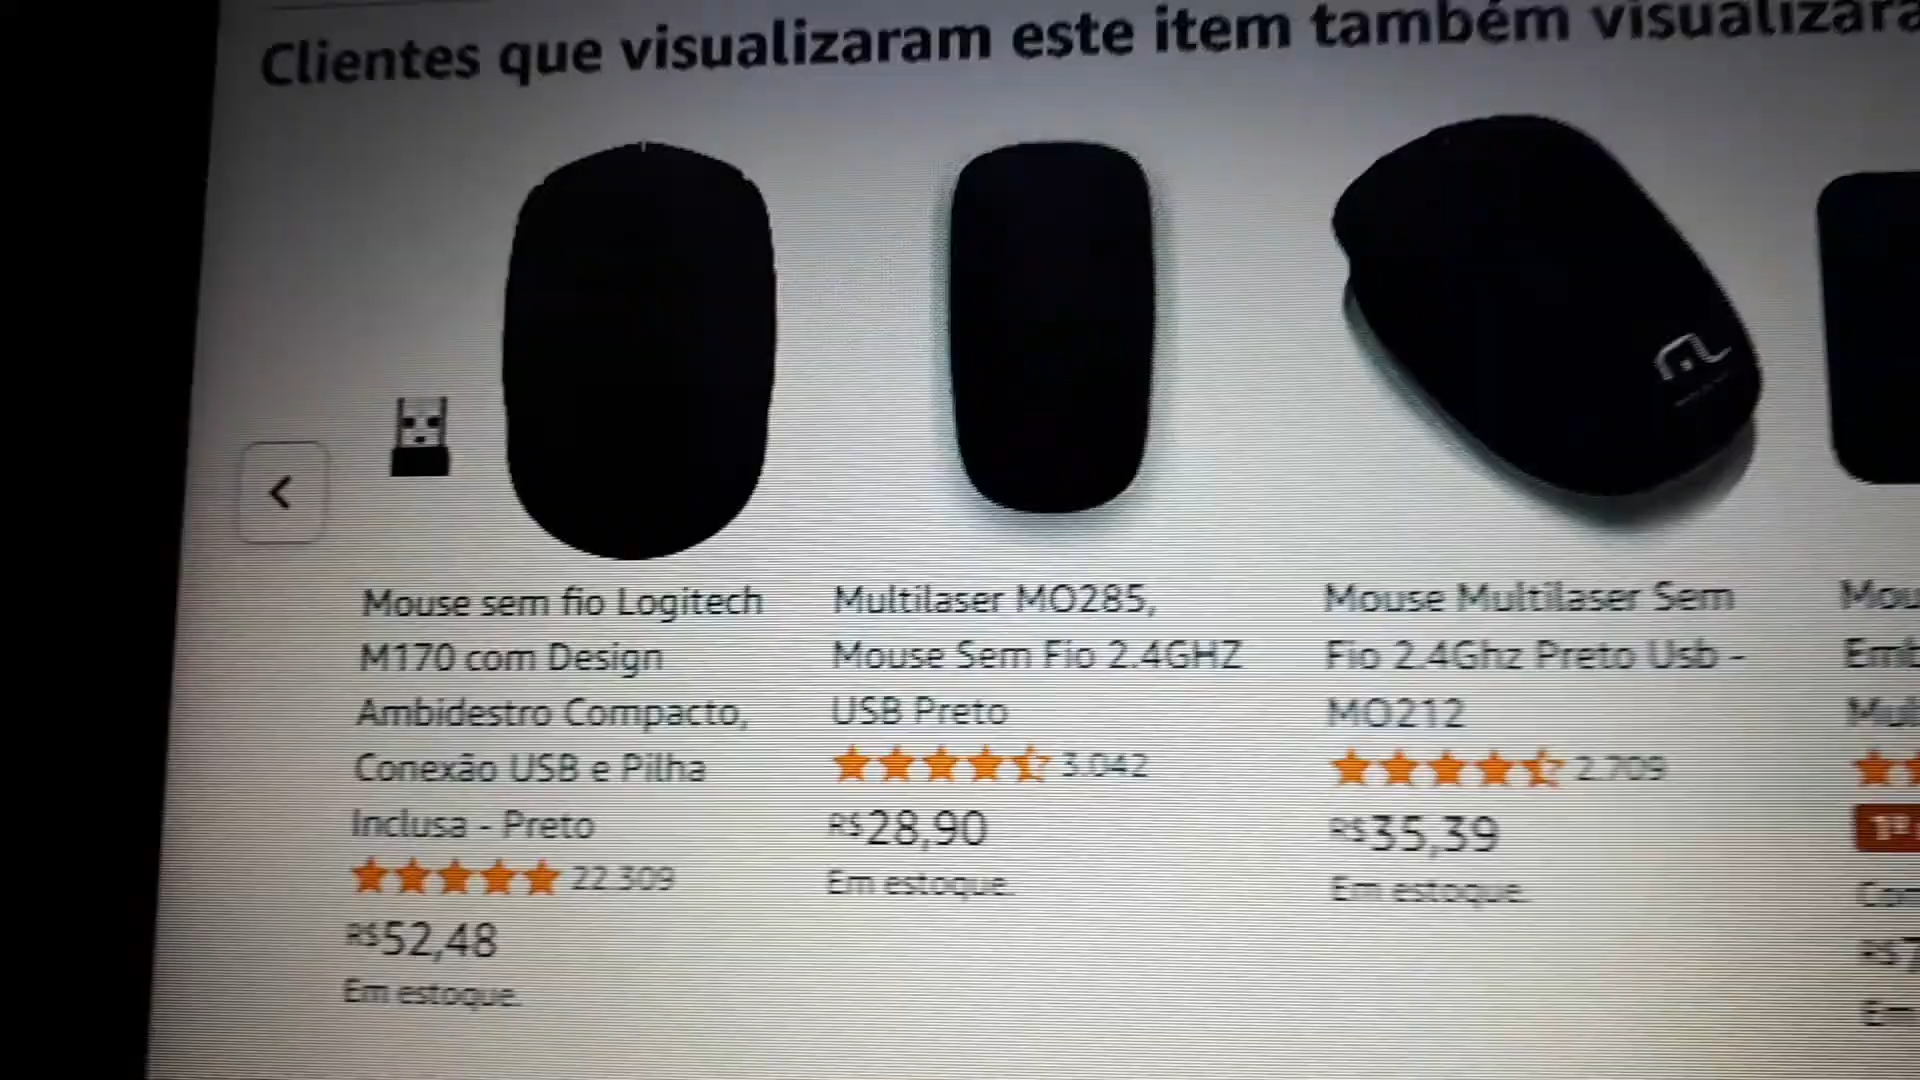 Clientes que visualizaram este item também
Mouse sem fio Logitech
M170 com Design
Ambidestro Compacto,
Conexão USB e Pilha
Inclusa - Preto
22.309
R$52,48
Em estoque.
Multilaser MO285,
Mouse Sem Fio 2.4GHZ
USB Preto
3.042
R$28,90
Em estoque.
Mouse Multilaser Sem
Fio 2.4Ghz Preto Usb -
MO212
2.709
R$35,39
Em estoque.